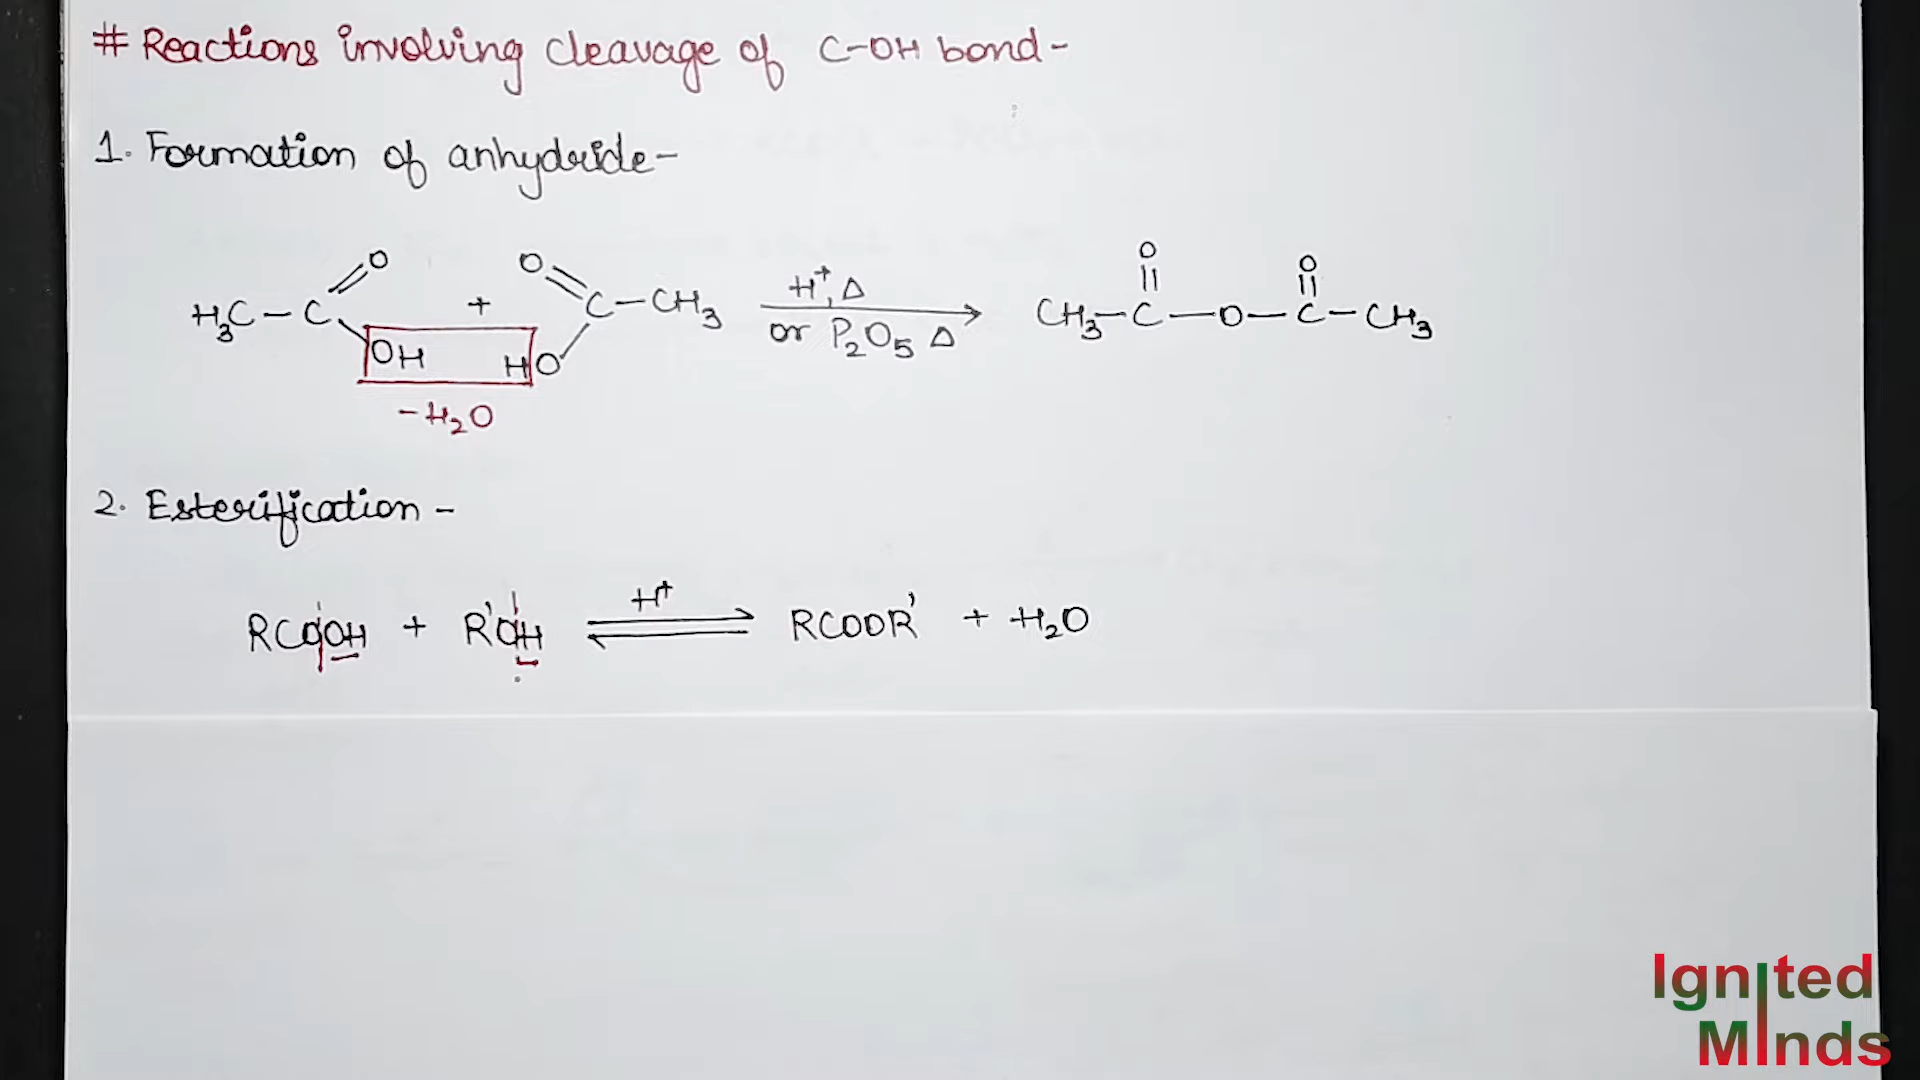 # Reactions involving cleavage of C-OH bond-
1. Formation of anhydride-
H₃C-C(=O)-OH + HO-C(=O)-CH₃ →[H⁺, Δ or P₂O₅ Δ] CH₃-C(=O)-O-C(=O)-CH₃
-H₂O
2. Esterification-
RCOOH + R'OH ⇌[H⁺] RCOOR' + H₂O
Ignited
Minds